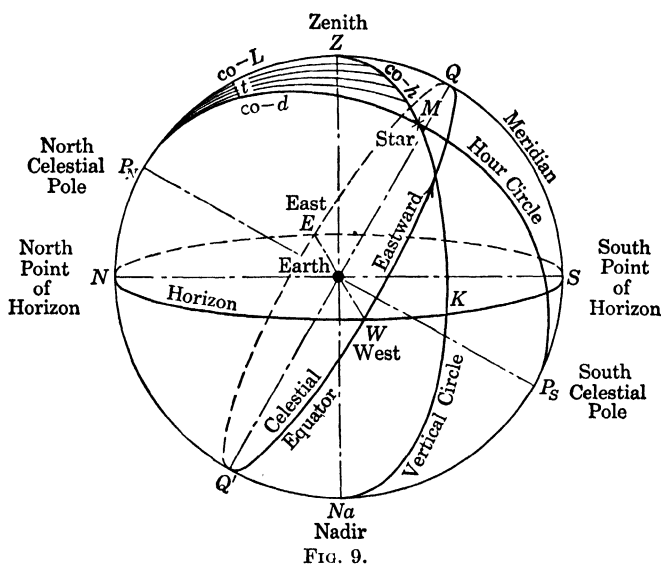 Zenith
Z
co-L
t
co-d
co-h
Q
M
Star
Meridian
Hour Circle
North
Celestial
Pole
P_N
East
E
Eastward
Earth
North
Point
of
Horizon
N
Horizon
K
S
South
Point
of
Horizon
W
West
Celestial
Equator
Vertical Circle
P_S
South
Celestial
Pole
Q'
Na
Nadir
FIG. 9.